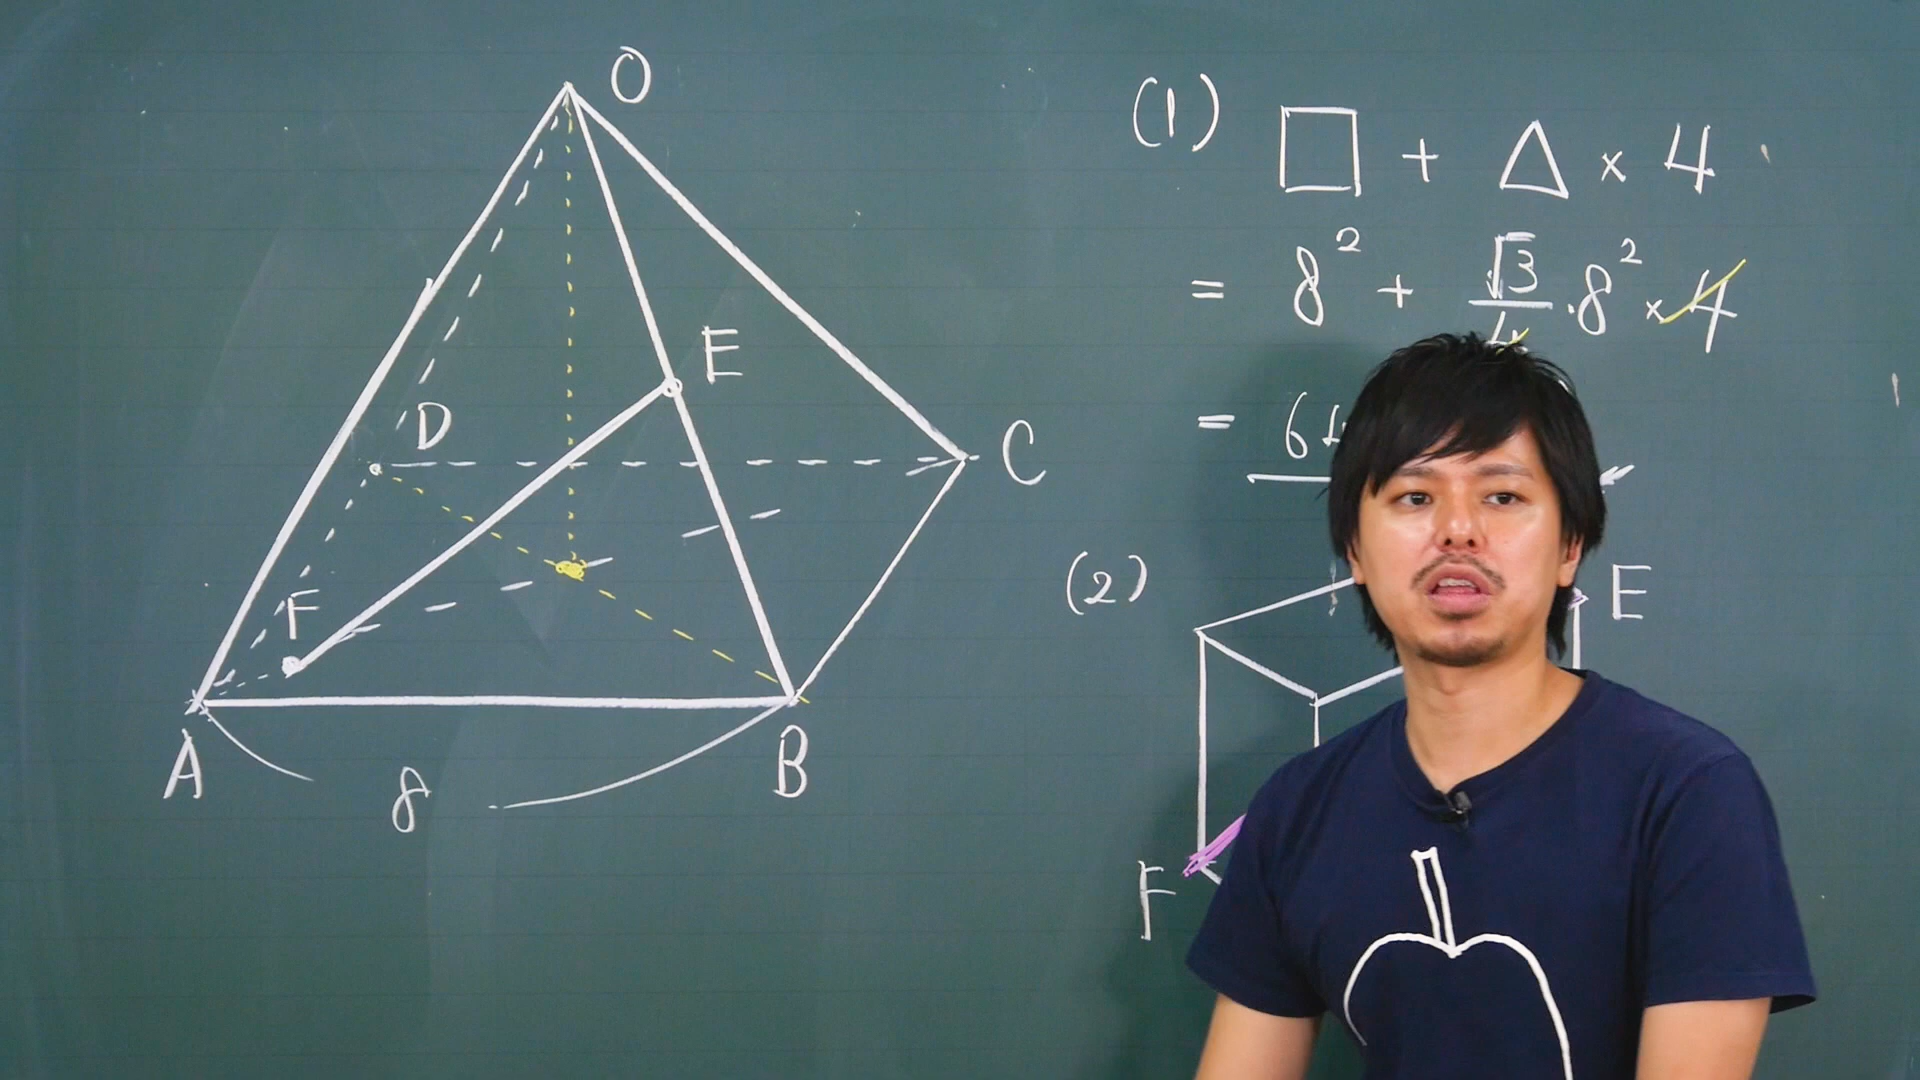 O
E
D
C
F
A
B
8
(1) □ + △ × 4
= 8² + √3/4 · 8² × 4
= 64
(2)
E
F